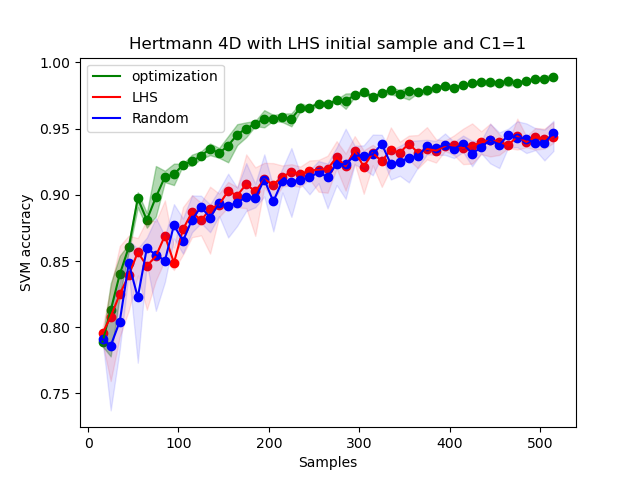 Hertmann 4D with LHS initial sample and C1=1
optimization
LHS
Random
SVM accuracy
1.00
0.95
0.90
0.85
0.80
0.75
0 100 200 300 400 500
Samples